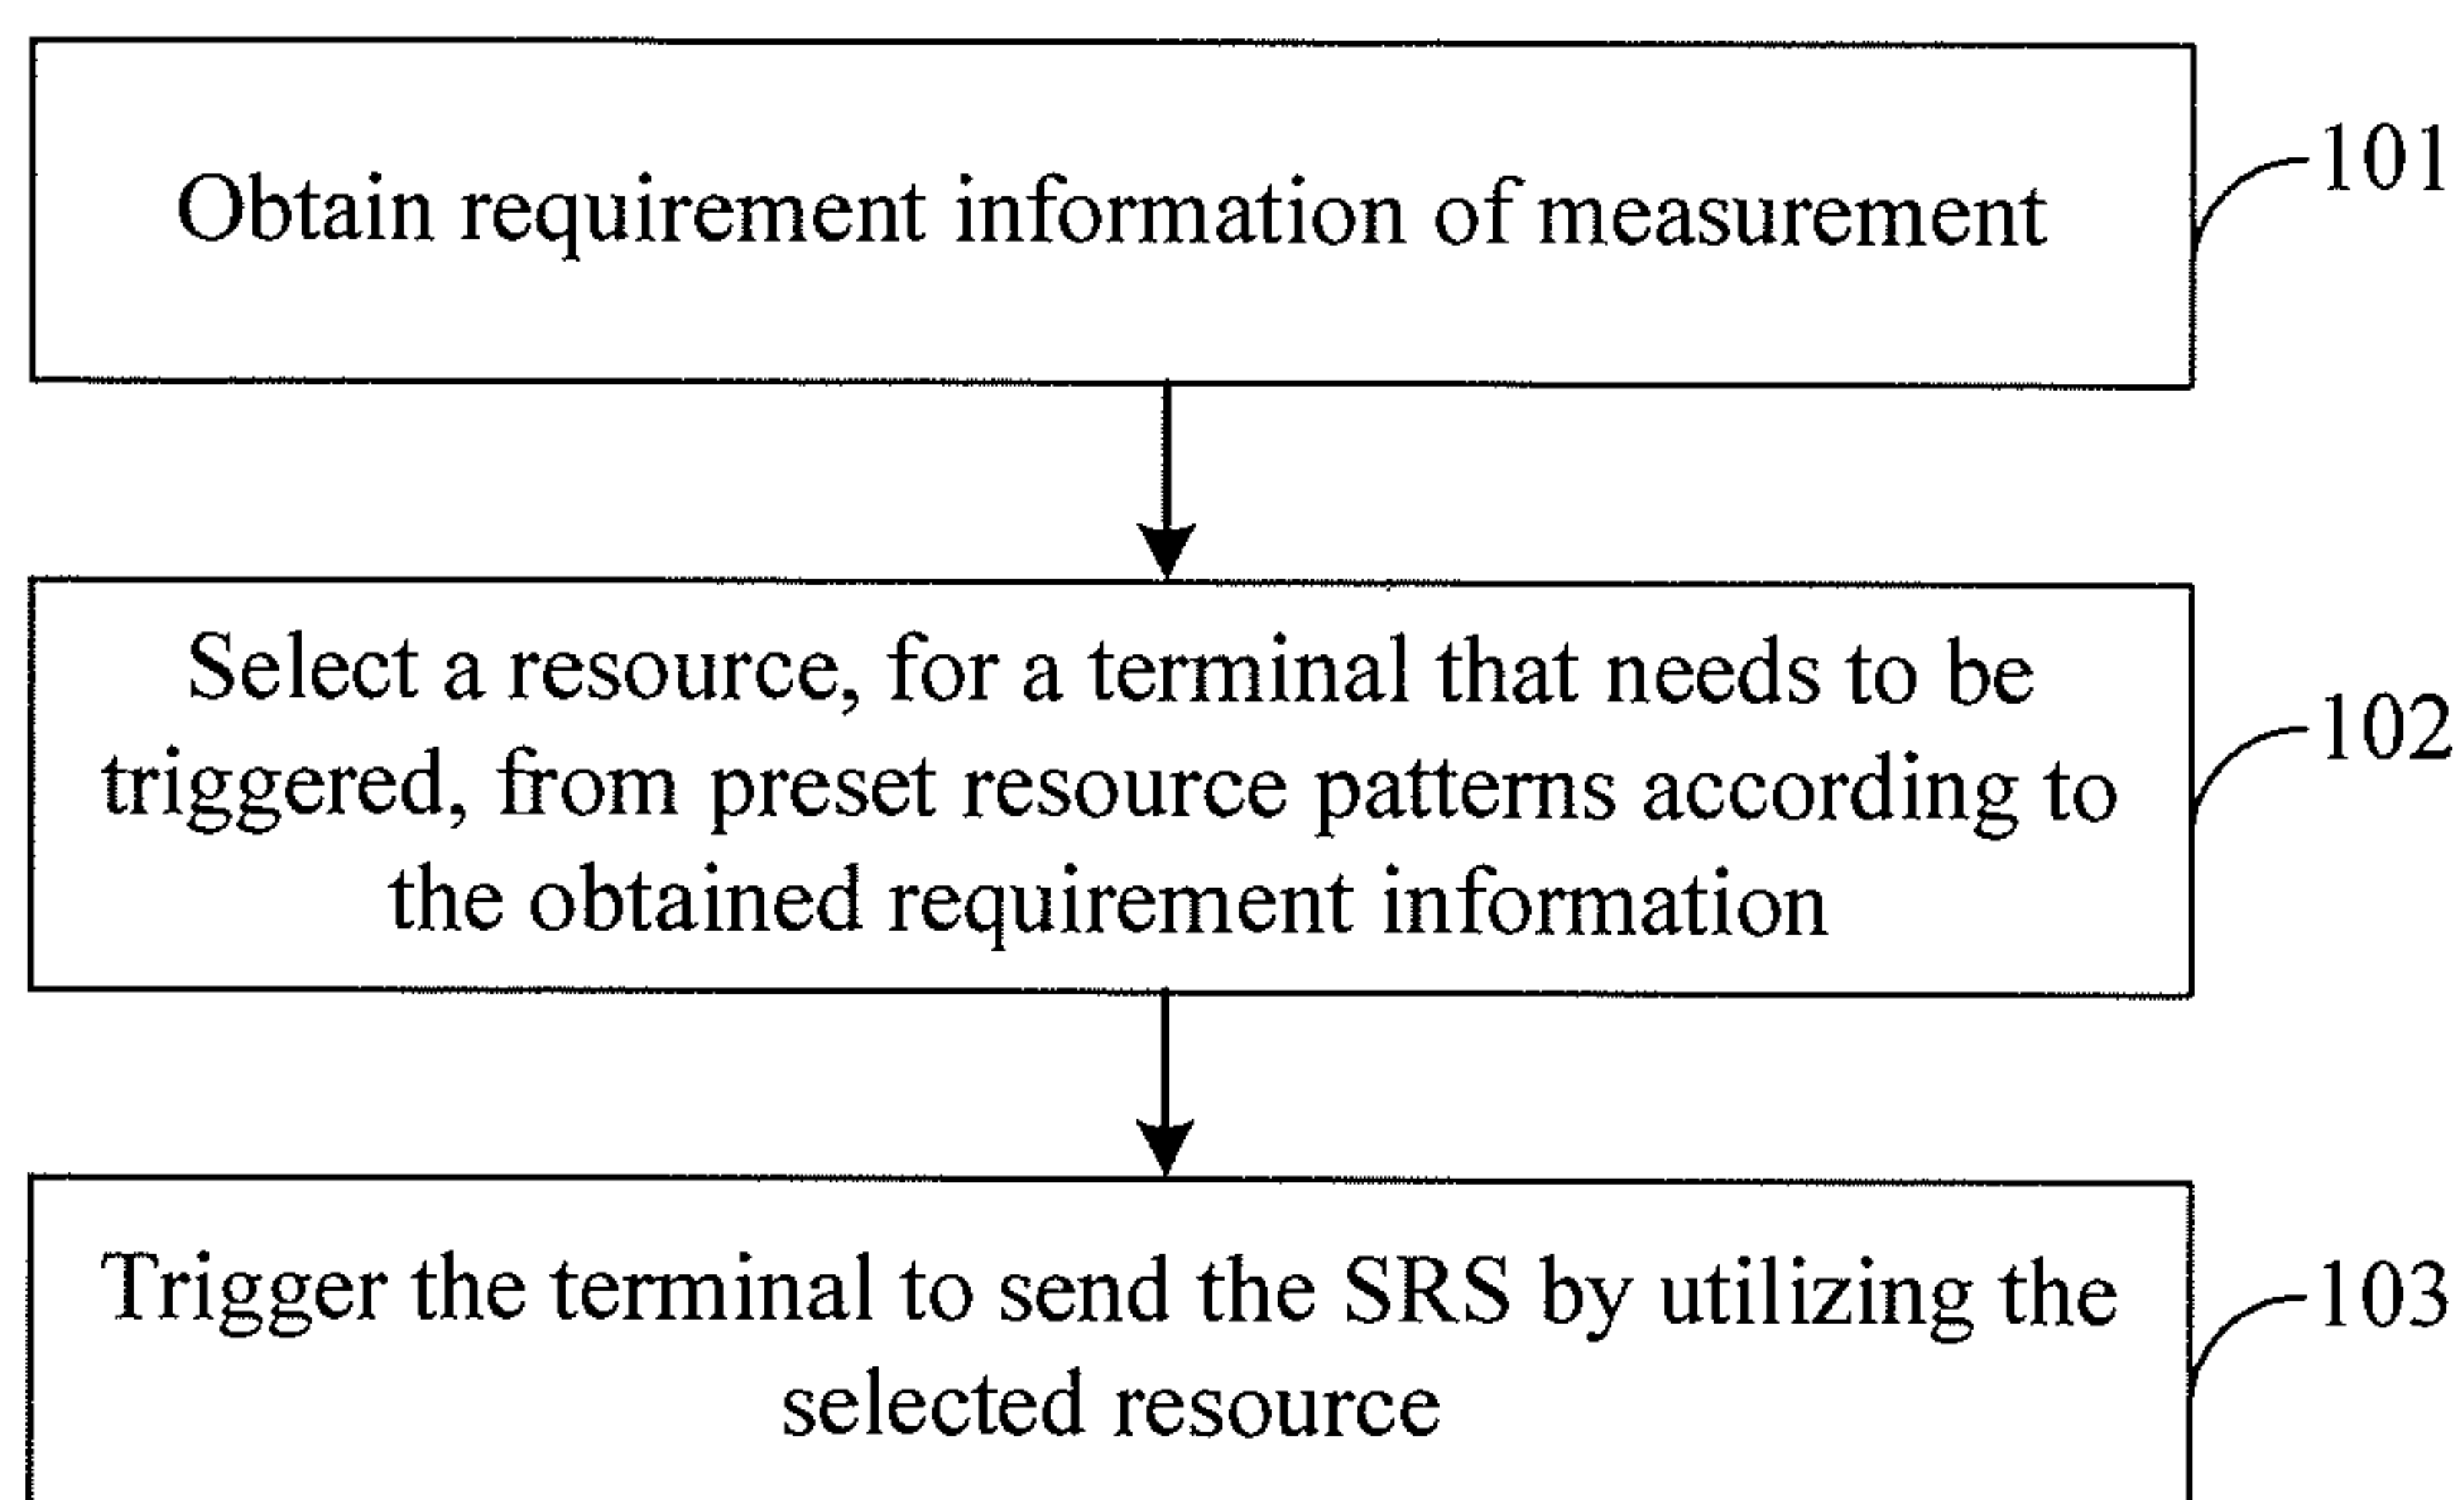 Obtain requirement information of measurement
101
Select a resource, for a terminal that needs to be
triggered, from preset resource patterns according to
the obtained requirement information
102
Trigger the terminal to send the SRS by utilizing the
selected resource
103